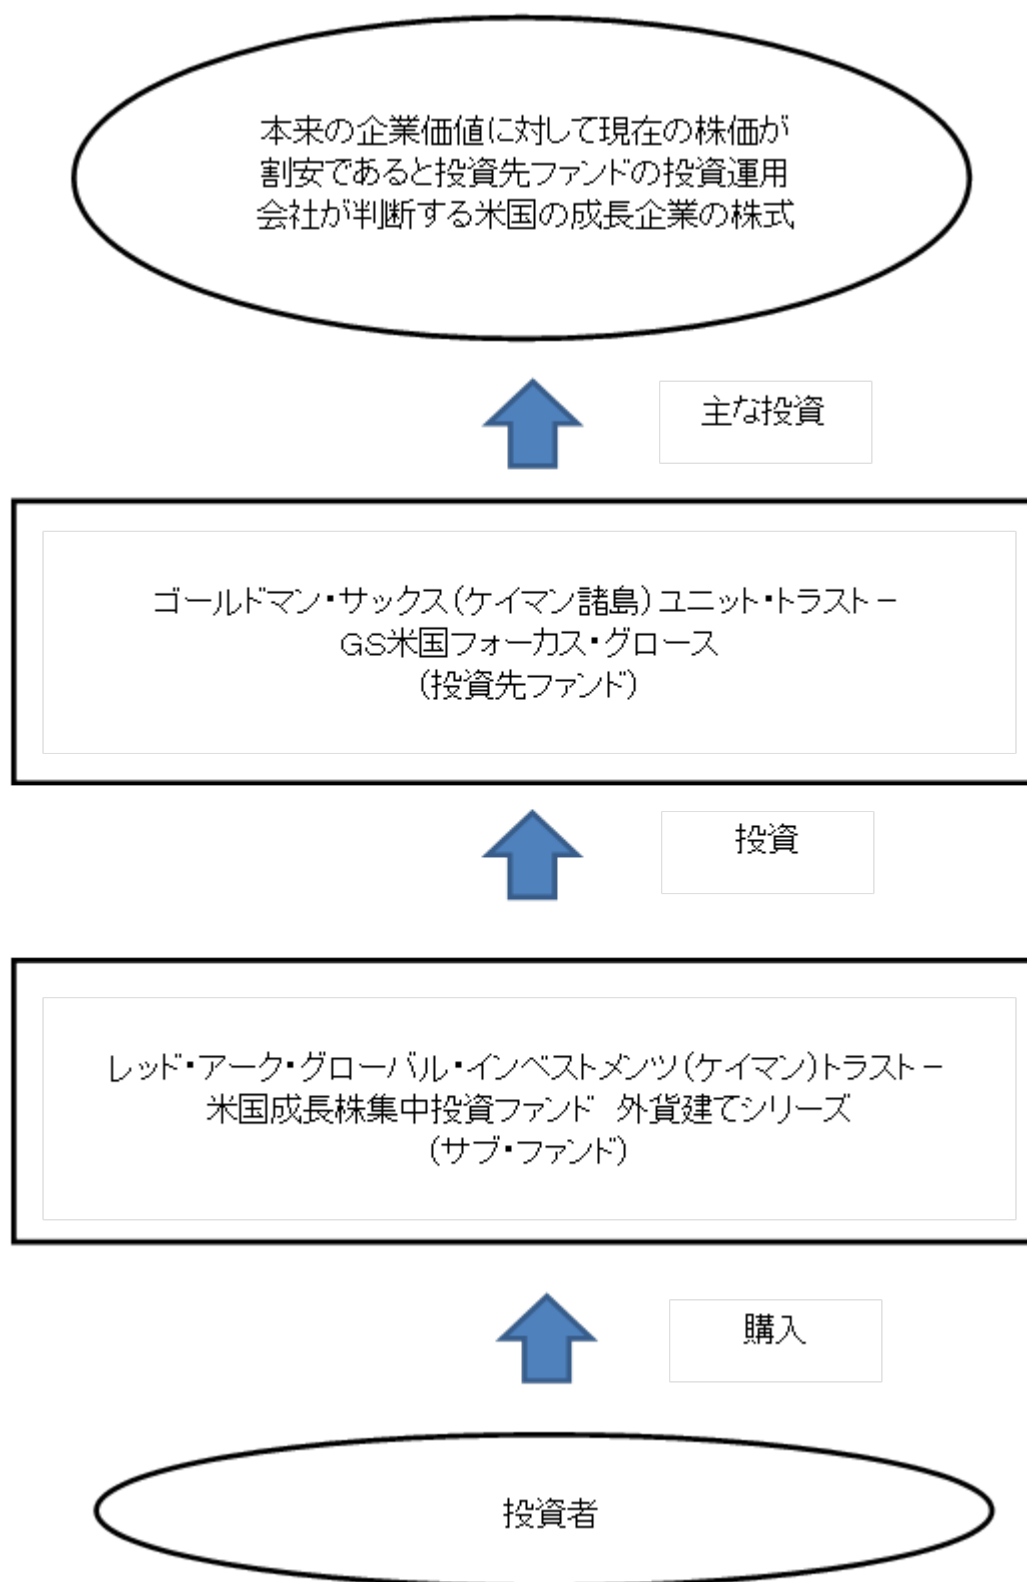 本来の企業価値に対して現在の株価が
割安であると投資先ファンドの投資運用
会社が判断する米国の成長企業の株式
主な投資
ゴールドマン・サックス(ケイマン諸島)ユニット・トラスト－
GS米国フォーカス・グロース
(投資先ファンド)
投資
レッド・アーク・グローバル・インベストメンツ(ケイマン)トラスト－
米国成長株集中投資ファンド　外貨建てシリーズ
(サブ・ファンド)
購入
投資者